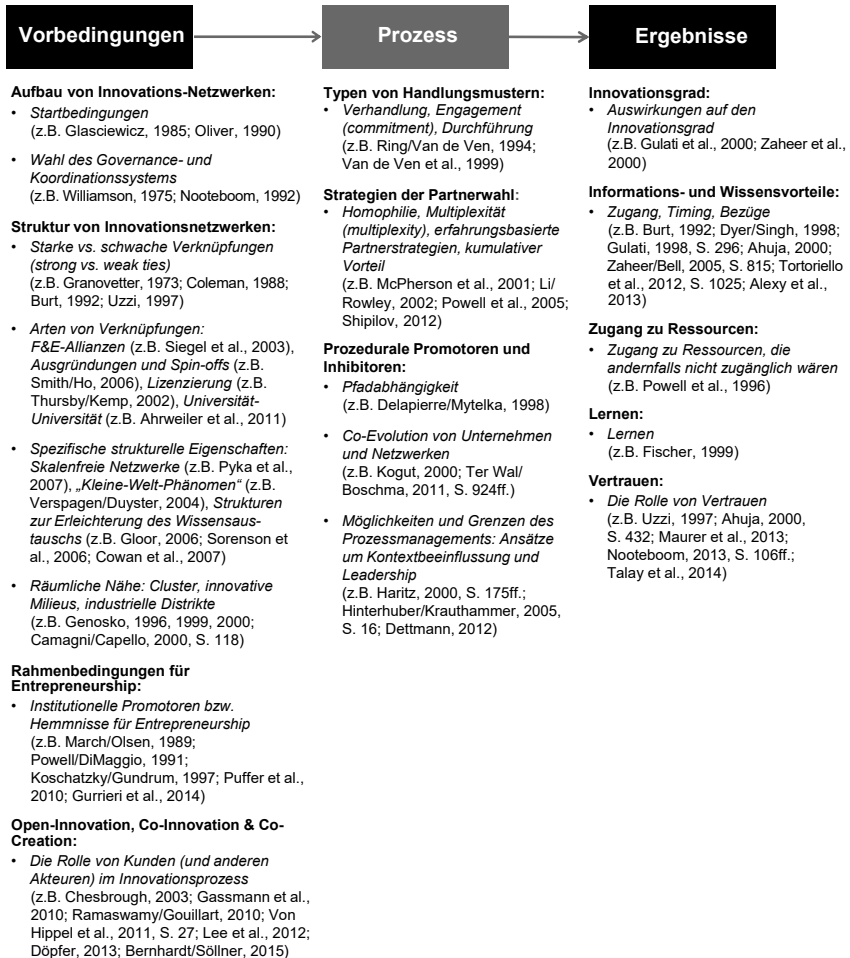 Vorbedingungen
Prozess
Ergebnisse
Aufbau von Innovations-Netzwerken:
• Startbedingungen
(z.B. Glasciewicz, 1985; Oliver, 1990)
• Wahl des Governance- und
Koordinationssystems
(z.B. Williamson, 1975; Nooteboom, 1992)
Struktur von Innovationsnetzwerken:
• Starke vs. schwache Verknüpfungen
(strong vs. weak ties)
(z.B. Granovetter, 1973; Coleman, 1988;
Burt, 1992; Uzzi, 1997)
• Arten von Verknüpfungen:
F&E-Allianzen (z.B. Siegel et al., 2003),
Ausgründungen und Spin-offs (z.B.
Smith/Ho, 2006), Lizenzierung (z.B.
Thursby/Kemp, 2002), Universität-
Universität (z.B. Ahrweiler et al., 2011)
• Spezifische strukturelle Eigenschaften:
Skalenfreie Netzwerke (z.B. Pyka et al.,
2007), „Kleine-Welt-Phänomen“ (z.B.
Verspagen/Duyster, 2004), Strukturen
zur Erleichterung des Wissensaus-
tauschs (z.B. Gloor, 2006; Sorenson et
al., 2006; Cowan et al., 2007)
• Räumliche Nähe: Cluster, innovative
Milieus, industrielle Distrikte
(z.B. Genosko, 1996, 1999, 2000;
Camagni/Capello, 2000, S. 118)
Rahmenbedingungen für
Entrepreneurship:
• Institutionelle Promotoren bzw.
Hemmnisse für Entrepreneurship
(z.B. March/Olsen, 1989;
Powell/DiMaggio, 1991;
Koschatzky/Gundrum, 1997; Puffer et al.,
2010; Gurrieri et al., 2014)
Open-Innovation, Co-Innovation & Co-
Creation:
• Die Rolle von Kunden (und anderen
Akteuren) im Innovationsprozess
(z.B. Chesbrough, 2003; Gassmann et al.,
2010; Ramaswamy/Gouillart, 2010; Von
Hippel et al., 2011, S. 27; Lee et al., 2012;
Döpfer, 2013; Bernhardt/Söllner, 2015)
Typen von Handlungsmustern:
• Verhandlung, Engagement
(commitment), Durchführung
(z.B. Ring/Van de Ven, 1994;
Van de Ven et al., 1999)
Strategien der Partnerwahl:
• Homophilie, Multiplexität
(multiplexity), erfahrungsbasierte
Partnerstrategien, kumulativer
Vorteil
(z.B. McPherson et al., 2001; Li/
Rowley, 2002; Powell et al., 2005;
Shipilov, 2012)
Prozedurale Promotoren und
Inhibitoren:
• Pfadabhängigkeit
(z.B. Delapierre/Mytelka, 1998)
• Co-Evolution von Unternehmen
und Netzwerken
(z.B. Kogut, 2000; Ter Wal/
Boschma, 2011, S. 924ff.)
• Möglichkeiten und Grenzen des
Prozessmanagements: Ansätze
um Kontextbeeinflussung und
Leadership
(z.B. Haritz, 2000, S. 175ff.;
Hinterhuber/Krauthammer, 2005,
S. 16; Dettmann, 2012)
Innovationsgrad:
• Auswirkungen auf den
Innovationsgrad
(z.B. Gulati et al., 2000; Zaheer et al.,
2000)
Informations- und Wissensvorteile:
• Zugang, Timing, Bezüge
(z.B. Burt, 1992; Dyer/Singh, 1998;
Gulati, 1998, S. 296; Ahuja, 2000;
Zaheer/Bell, 2005, S. 815; Tortoriello
et al., 2012, S. 1025; Alexy et al.,
2013)
Zugang zu Ressourcen:
• Zugang zu Ressourcen, die
andernfalls nicht zugänglich wären
(z.B. Powell et al., 1996)
Lernen:
• Lernen
(z.B. Fischer, 1999)
Vertrauen:
• Die Rolle von Vertrauen
(z.B. Uzzi, 1997; Ahuja, 2000,
S. 432; Maurer et al., 2013;
Nooteboom, 2013, S. 106ff.;
Talay et al., 2014)